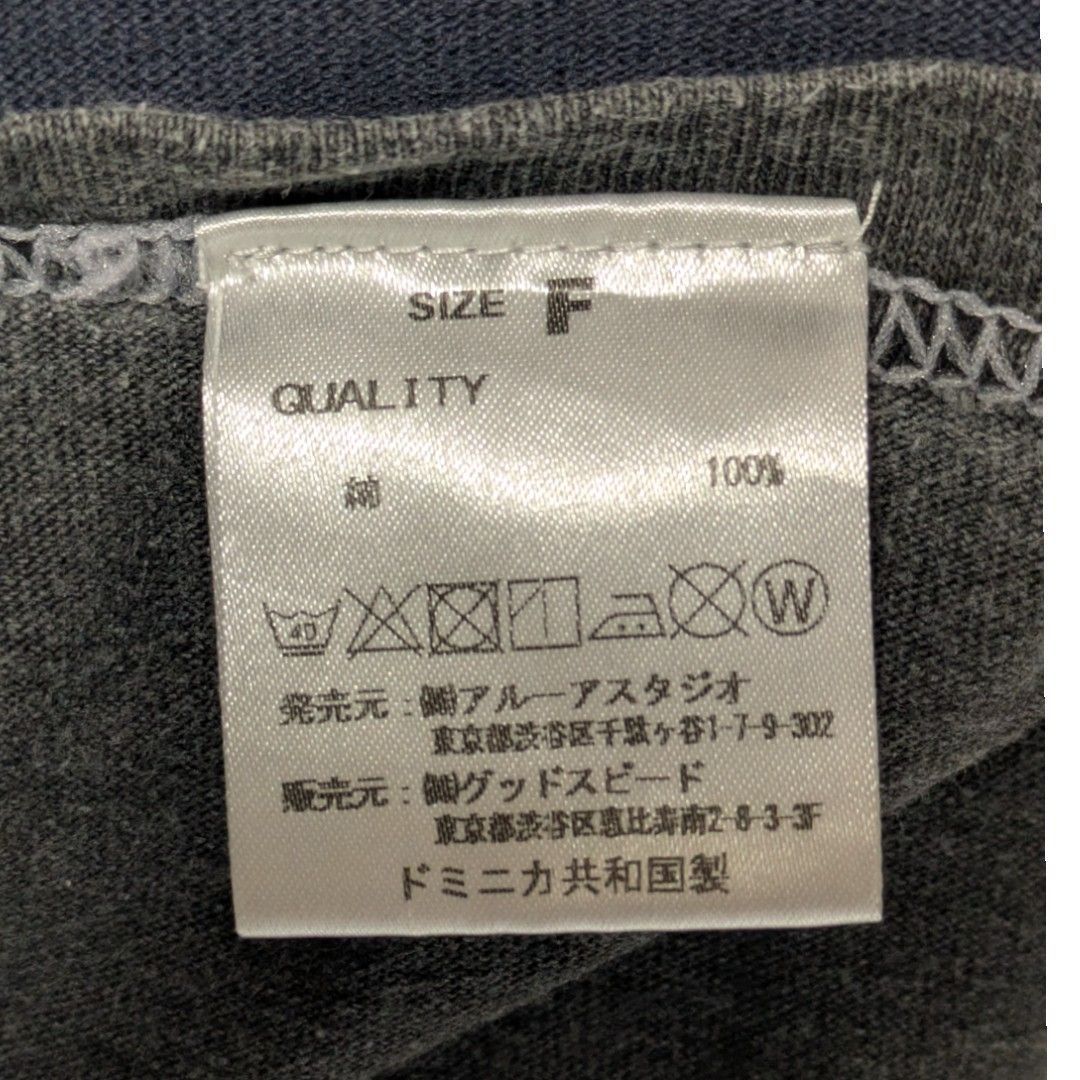 SIZE F
QUALITY
綿 100%
40 W
発売元：㈱アルーアスタジオ
東京都渋谷区千駄ヶ谷1-7-9-302
販売元：㈱グッドスピード
東京都渋谷区恵比寿南2-8-3-3F
ドミニカ共和国製